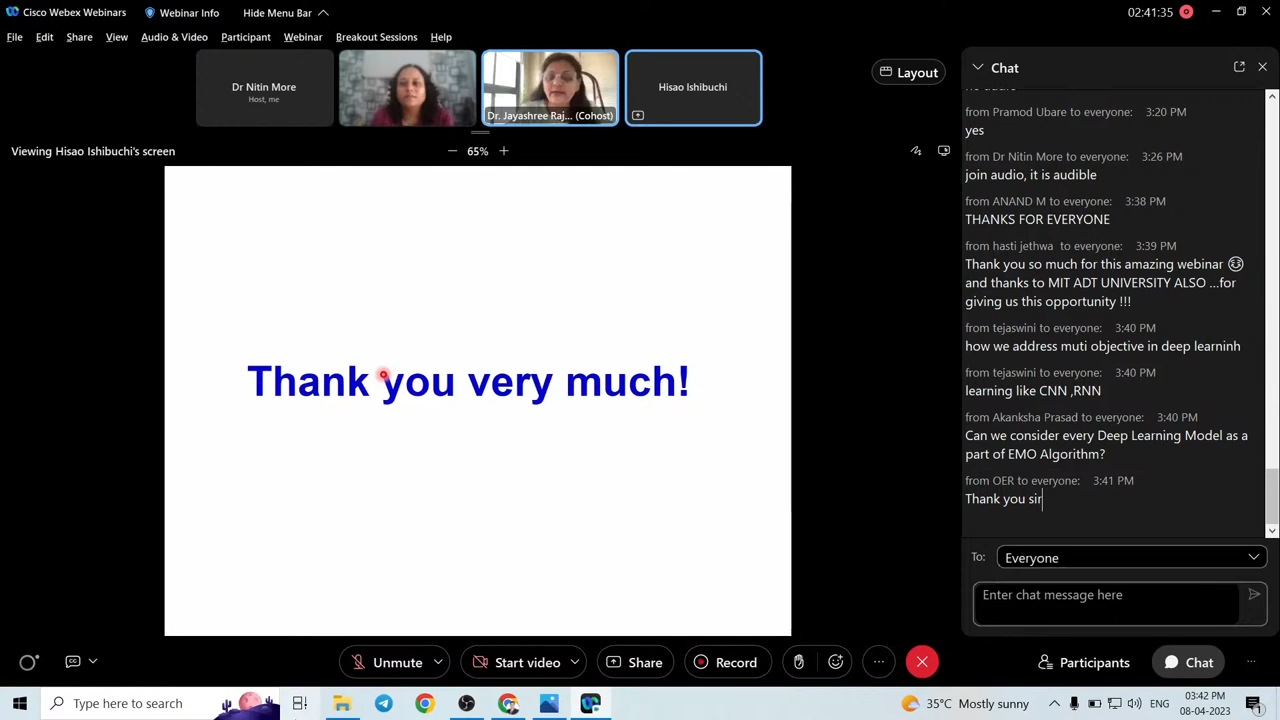 Cisco Webex Webinars
Webinar Info
Hide Menu Bar
02:41:35
File Edit Share View Audio & Video Participant Webinar Breakout Sessions Help
Dr Nitin More
Host, me
Dr. Jayashree Raj... (Cohost)
Hisao Ishibuchi
Layout
Viewing Hisao Ishibuchi's screen
65%
Thank you very much!
Chat
from Pramod Ubare to everyone: 3:20 PM
yes
from Dr Nitin More to everyone: 3:26 PM
join audio, it is audible
from ANAND M to everyone: 3:38 PM
THANKS FOR EVERYONE
from hasti jethwa to everyone: 3:39 PM
Thank you so much for this amazing webinar
and thanks to MIT ADT UNIVERSITY ALSO ...for
giving us this opportunity !!!
from tejaswini to everyone: 3:40 PM
how we address muti objective in deep learninh
from tejaswini to everyone: 3:40 PM
learning like CNN ,RNN
from Akanksha Prasad to everyone: 3:40 PM
Can we consider every Deep Learning Model as a
part of EMO Algorithm?
from OER to everyone: 3:41 PM
Thank you sir
To: Everyone
Enter chat message here
CC
Unmute
Start video
Share
Record
Participants
Chat
Type here to search
35°C Mostly sunny
ENG
03:42 PM
08-04-2023
1